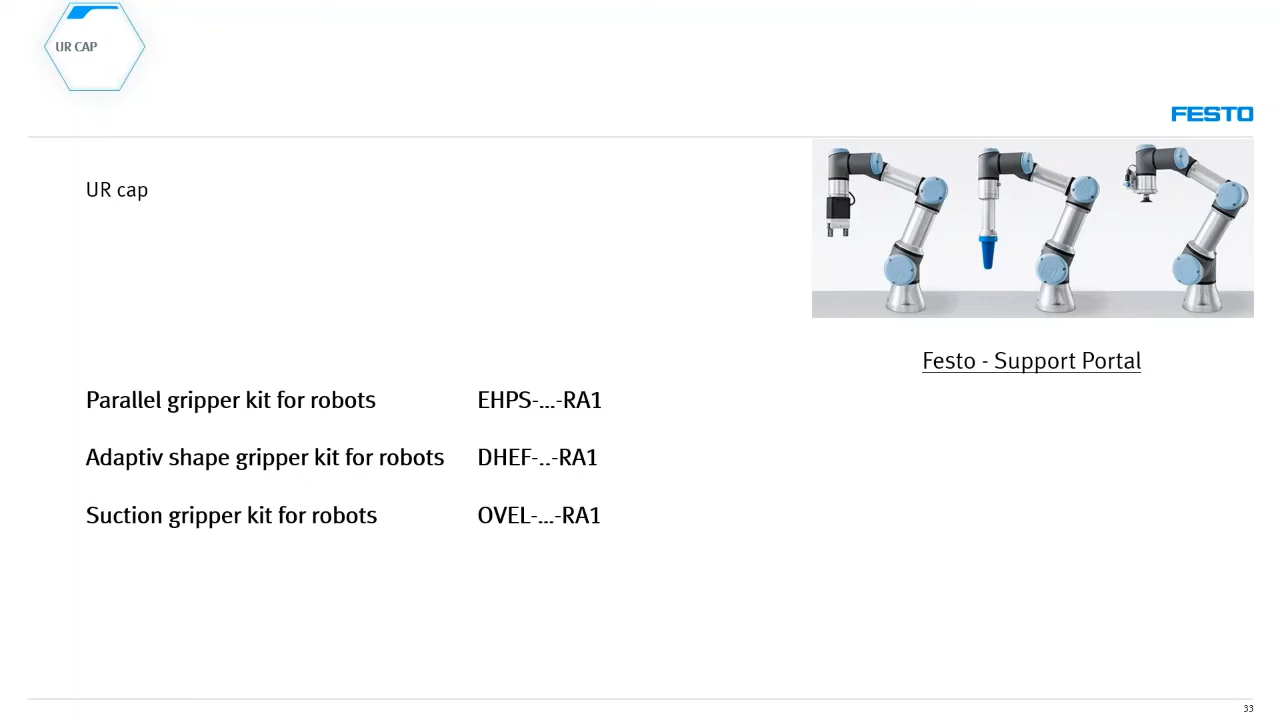 UR CAP
FESTO
UR cap
Festo - Support Portal
Parallel gripper kit for robots EHPS-...-RA1
Adaptiv shape gripper kit for robots DHEF-..-RA1
Suction gripper kit for robots OVEL-...-RA1
33